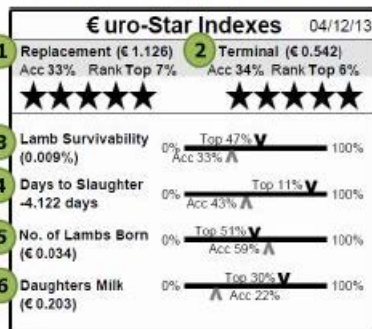 € uro-Star Indexes 04/12/13
1 Replacement (€ 1.126) 2 Terminal (€ 0.542)
Acc 33% Rank Top 7% Acc 34% Rank Top 6%
3 Lamb Survivability (0.009%) 0% Top 47% Acc 33% 100%
4 Days to Slaughter -4.122 days 0% Top 11% Acc 43% 100%
5 No. of Lambs Born (€ 0.034) 0% Top 51% Acc 59% 100%
6 Daughters Milk (€ 0.203) 0% Top 30% Acc 22% 100%